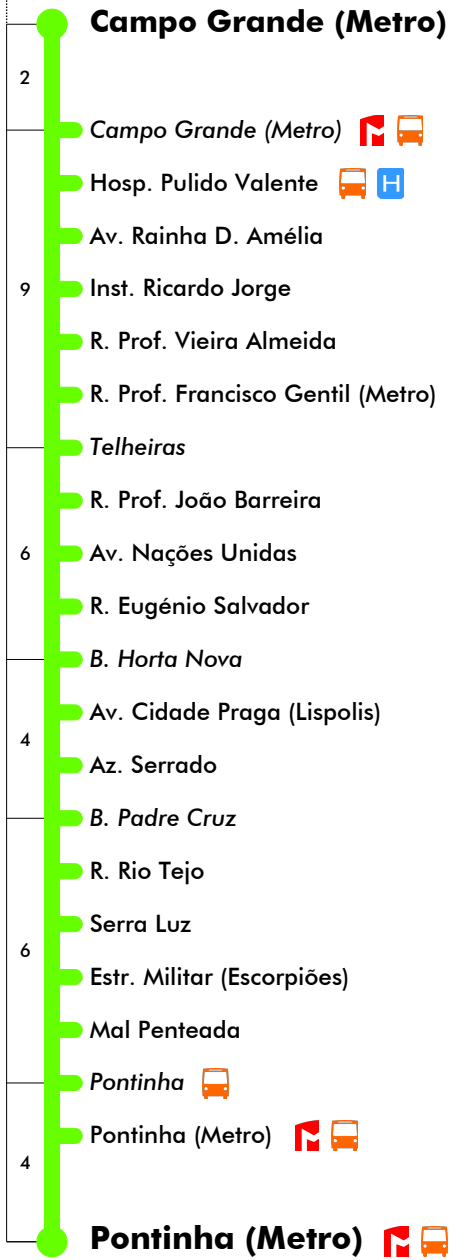 Campo Grande (Metro)
2
Campo Grande (Metro)
Hosp. Pulido Valente H
Av. Rainha D. Amélia
9 Inst. Ricardo Jorge
R. Prof. Vieira Almeida
R. Prof. Francisco Gentil (Metro)
Telheiras
R. Prof. João Barreira
6 Av. Nações Unidas
R. Eugénio Salvador
B. Horta Nova
Av. Cidade Praga (Lispolis)
4
Az. Serrado
B. Padre Cruz
R. Rio Tejo
Serra Luz
6 Estr. Militar (Escorpiões)
Mal Penteada
Pontinha
Pontinha (Metro)
4
Pontinha (Metro)